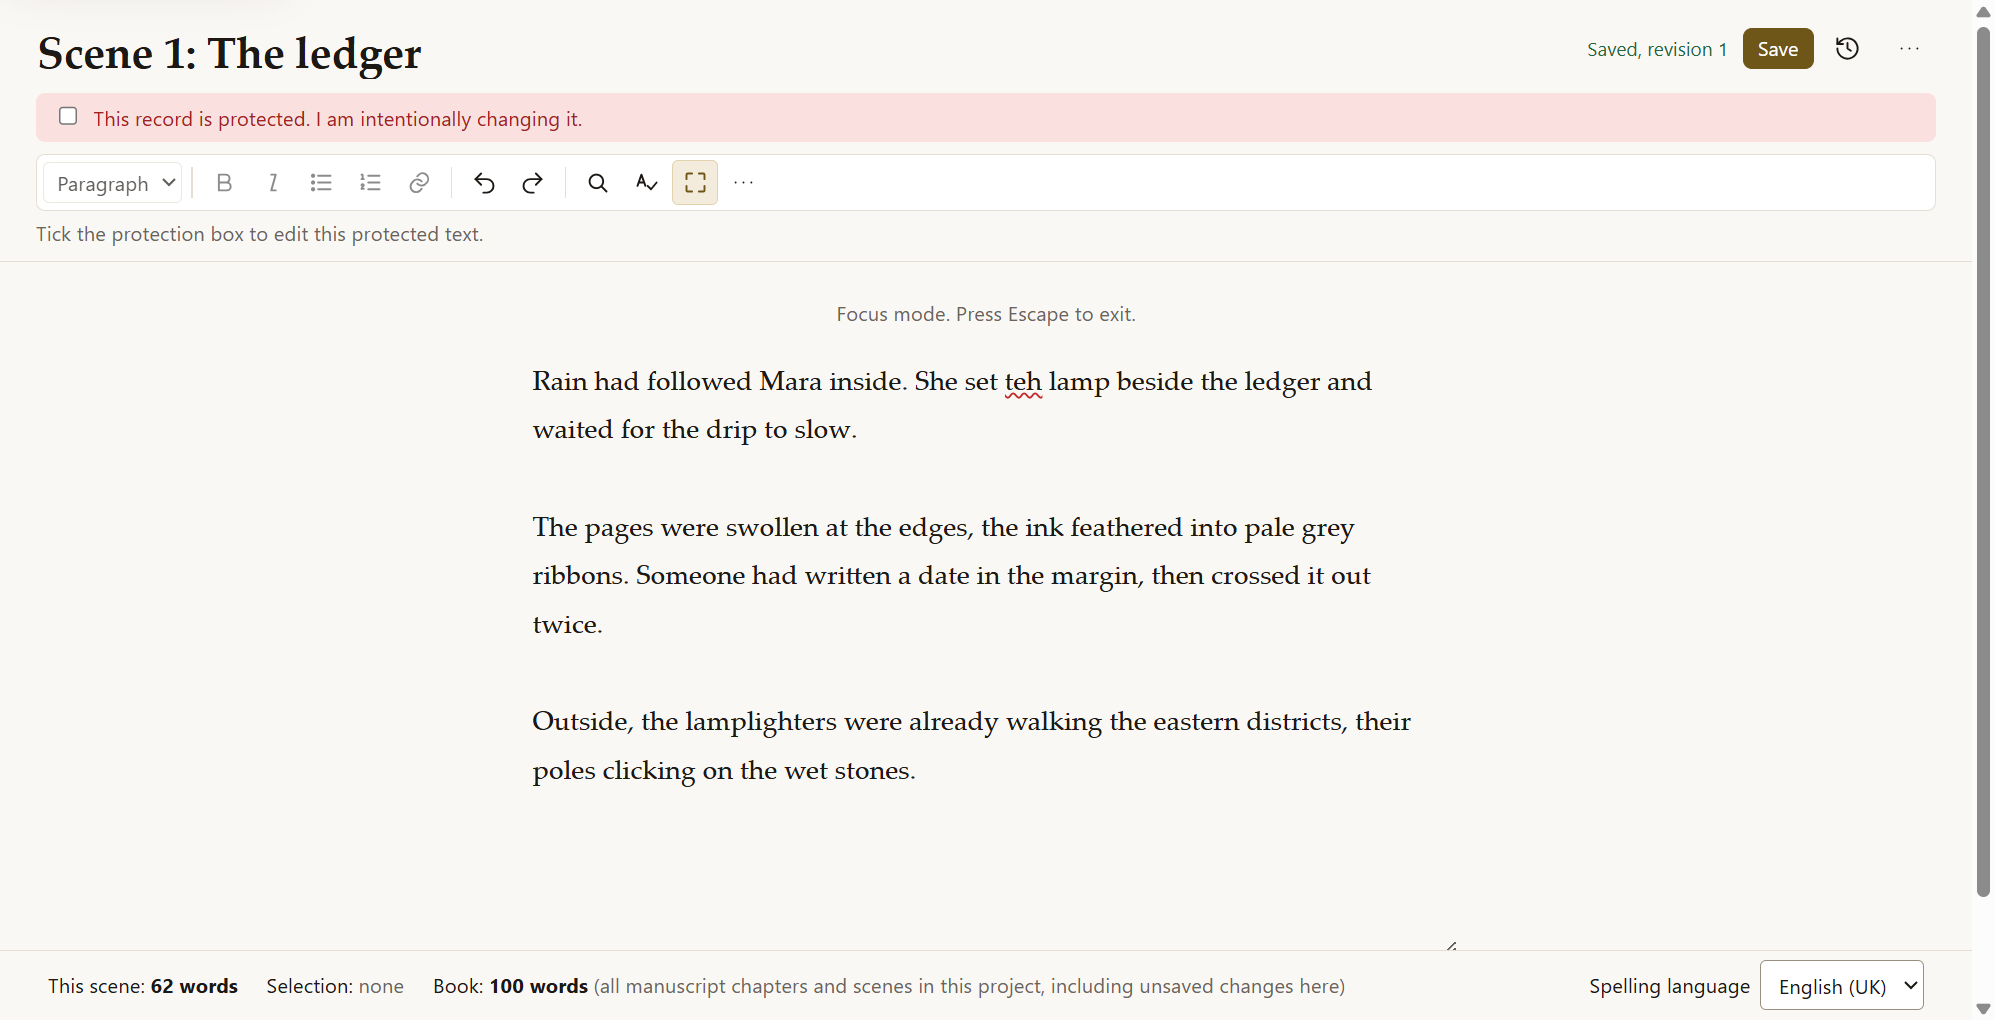 Scene 1: The ledger
Saved, revision 1
Save
This record is protected. I am intentionally changing it.
Paragraph
Tick the protection box to edit this protected text.
Focus mode. Press Escape to exit.
Rain had followed Mara inside. She set teh lamp beside the ledger and
waited for the drip to slow.
The pages were swollen at the edges, the ink feathered into pale grey
ribbons. Someone had written a date in the margin, then crossed it out
twice.
Outside, the lamplighters were already walking the eastern districts, their
poles clicking on the wet stones.
This scene: 62 words Selection: none Book: 100 words (all manuscript chapters and scenes in this project, including unsaved changes here) Spelling language English (UK)